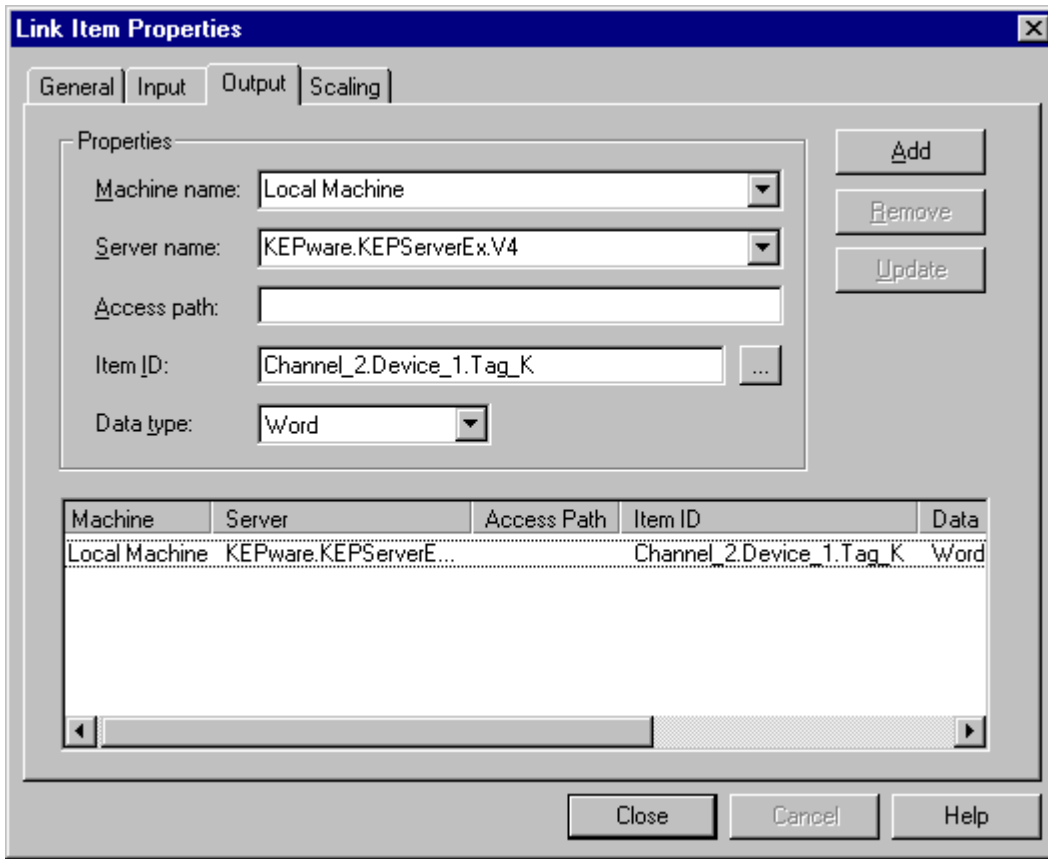 Link Item Properties
General Input Output Scaling
Properties
Add
Machine name: Local Machine
Remove
Server name: KEPware.KEPServerEx.V4
Update
Access path:
Item ID: Channel_2.Device_1.Tag_K ...
Data type: Word
Machine Server Access Path Item ID Data
Local Machine KEPware.KEPServerE... Channel_2.Device_1.Tag_K Word
Close Cancel Help